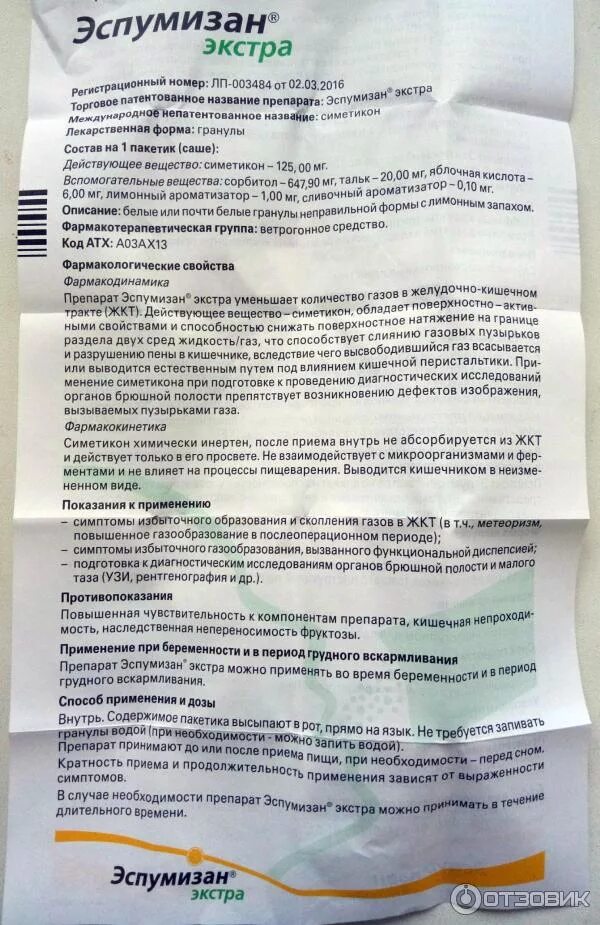 Эспумизан®
экстра
Регистрационный номер: ЛП-003484 от 02.03.2016
Торговое патентованное название препарата: Эспумизан® экстра
Международное непатентованное название: симетикон
Лекарственная форма: гранулы
Состав на 1 пакетик (саше):
Действующее вещество: симетикон – 125,00 мг.
Вспомогательные вещества: сорбитол – 647,90 мг, тальк – 20,00 мг, яблочная кислота –
6,00 мг, лимонный ароматизатор – 1,00 мг, сливочный ароматизатор – 0,10 мг.
Описание: белые или почти белые гранулы неправильной формы с лимонным запахом.
Фармакотерапевтическая группа: ветрогонное средство.
Код АТХ: A03AX13
Фармакологические свойства
Фармакодинамика
Препарат Эспумизан® экстра уменьшает количество газов в желудочно-кишечном
тракте (ЖКТ). Действующее вещество – симетикон, обладает поверхностно – актив-
ными свойствами и способностью снижать поверхностное натяжение на границе
раздела двух сред жидкость/газ, что способствует слиянию газовых пузырьков
и разрушению пены в кишечнике, вследствие чего высвободившийся газ всасывается
или выводится естественным путем под влиянием кишечной перистальтики. При-
менение симетикона при подготовке к проведению диагностических исследований
органов брюшной полости препятствует возникновению дефектов изображения,
вызываемых пузырьками газа.
Фармакокинетика
Симетикон химически инертен, после приема внутрь не абсорбируется из ЖКТ
и действует только в его просвете. Не взаимодействует с микроорганизмами и фер-
ментами и не влияет на процессы пищеварения. Выводится кишечником в неизме-
ненном виде.
Показания к применению
– симптомы избыточного образования и скопления газов в ЖКТ (в т.ч., метеоризм,
повышенное газообразование в послеоперационном периоде);
– симптомы избыточного газообразования, вызванного функциональной диспепсией;
– подготовка к диагностическим исследованиям органов брюшной полости и малого
таза (УЗИ, рентгенография и др.).
Противопоказания
Повышенная чувствительность к компонентам препарата, кишечная непроходи-
мость, наследственная непереносимость фруктозы.
Применение при беременности и в период грудного вскармливания
Препарат Эспумизан® экстра можно применять во время беременности и в период
грудного вскармливания.
Способ применения и дозы
Внутрь. Содержимое пакетика высыпают в рот, прямо на язык. Не требуется запивать
гранулы водой (при необходимости - можно запить водой).
Препарат принимают до или после приема пищи, при необходимости – перед сном.
Кратность приема и продолжительность применения зависят от выраженности
симптомов.
В случае необходимости препарат Эспумизан® экстра можно принимать в течение
длительного времени.
Эспумизан®
экстра
ОТЗОВИК